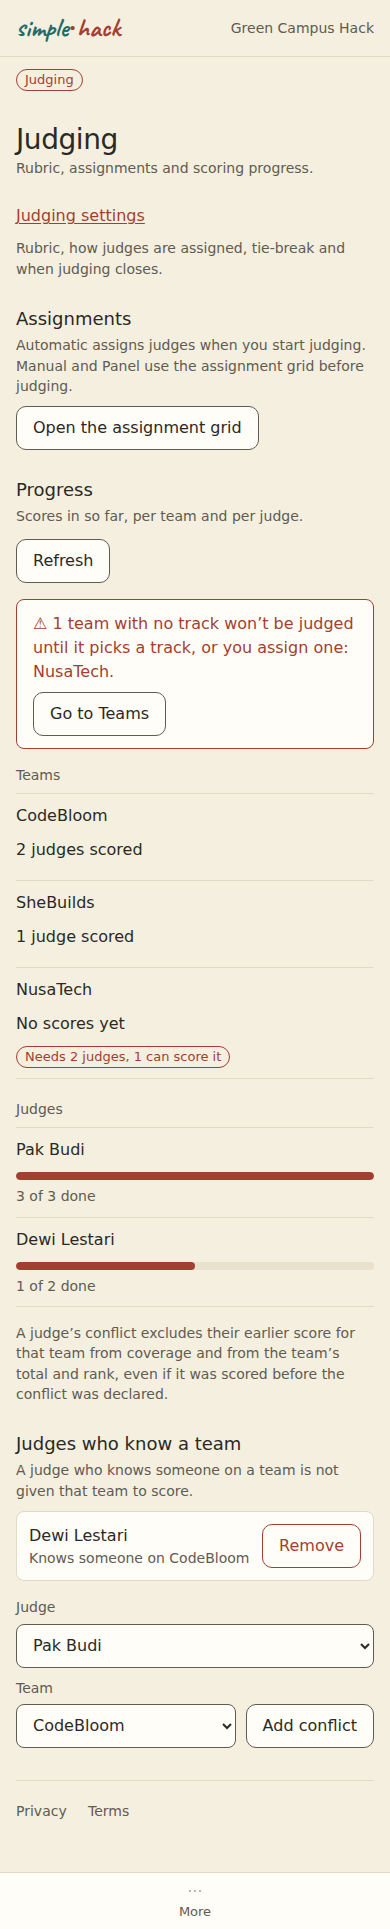 simple·hack
Green Campus Hack
Judging
Judging
Rubric, assignments and scoring progress.
Judging settings
Rubric, how judges are assigned, tie-break and
when judging closes.
Assignments
Automatic assigns judges when you start judging.
Manual and Panel use the assignment grid before
judging.
Open the assignment grid
Progress
Scores in so far, per team and per judge.
Refresh
⚠ 1 team with no track won’t be judged
until it picks a track, or you assign one:
NusaTech.
Go to Teams
Teams
CodeBloom
2 judges scored
SheBuilds
1 judge scored
NusaTech
No scores yet
Needs 2 judges, 1 can score it
Judges
Pak Budi
3 of 3 done
Dewi Lestari
1 of 2 done
A judge’s conflict excludes their earlier score for
that team from coverage and from the team’s
total and rank, even if it was scored before the
conflict was declared.
Judges who know a team
A judge who knows someone on a team is not
given that team to score.
Dewi Lestari
Knows someone on CodeBloom
Remove
Judge
Pak Budi
Team
CodeBloom
Add conflict
Privacy Terms
...
More